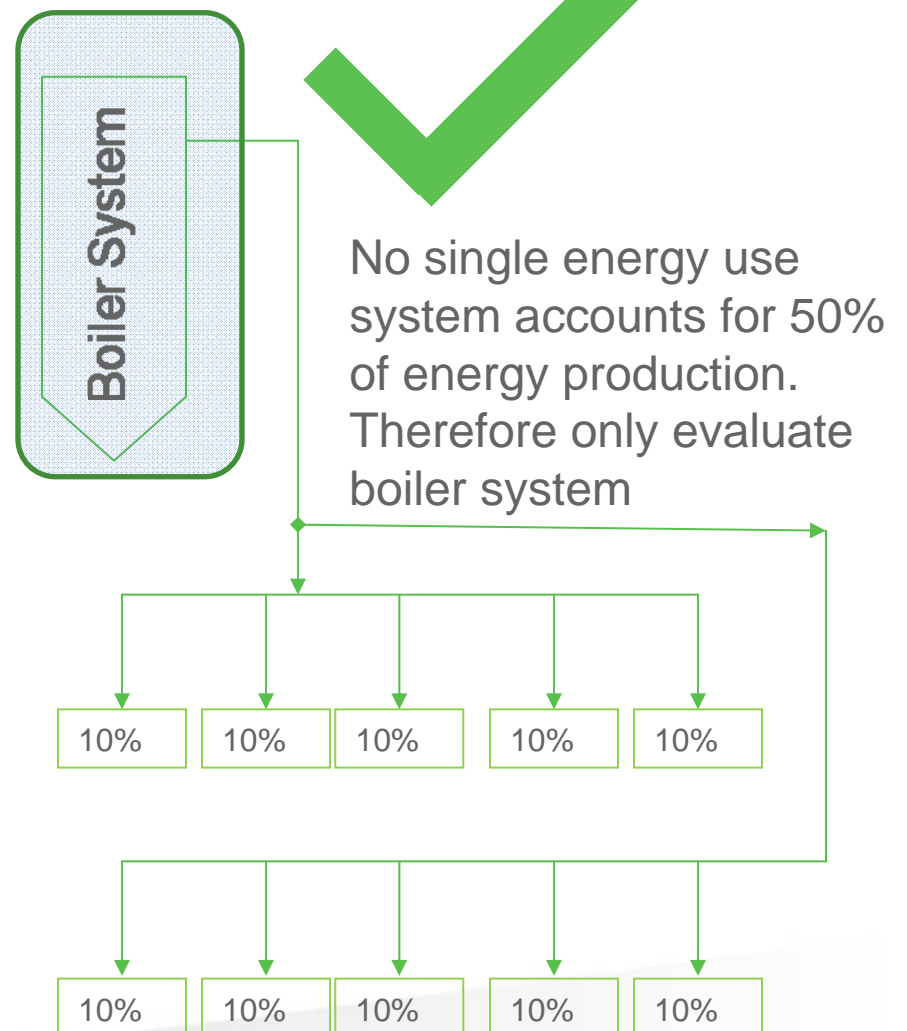 Boiler System
No single energy use
system accounts for 50%
of energy production.
Therefore only evaluate
boiler system
10% 10% 10% 10% 10%
10% 10% 10% 10% 10%